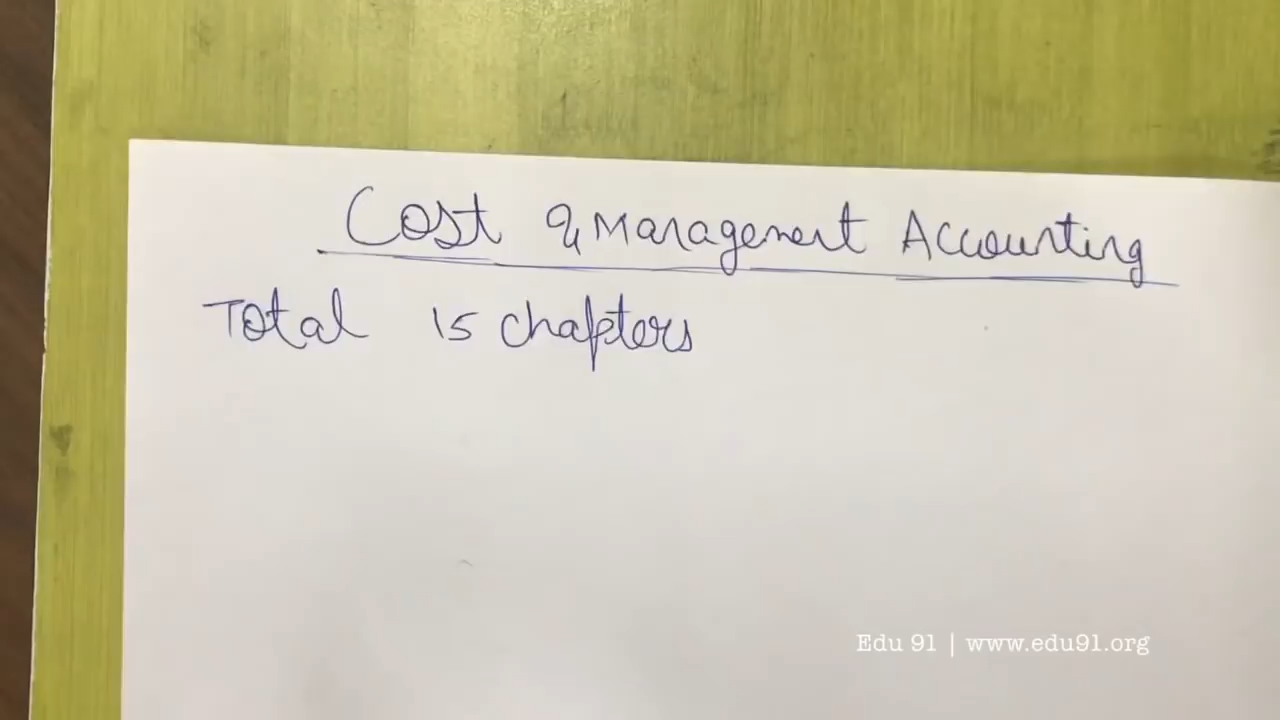 Cost & Management Accounting
Total 15 chapters
Edu 91 | www.edu91.org